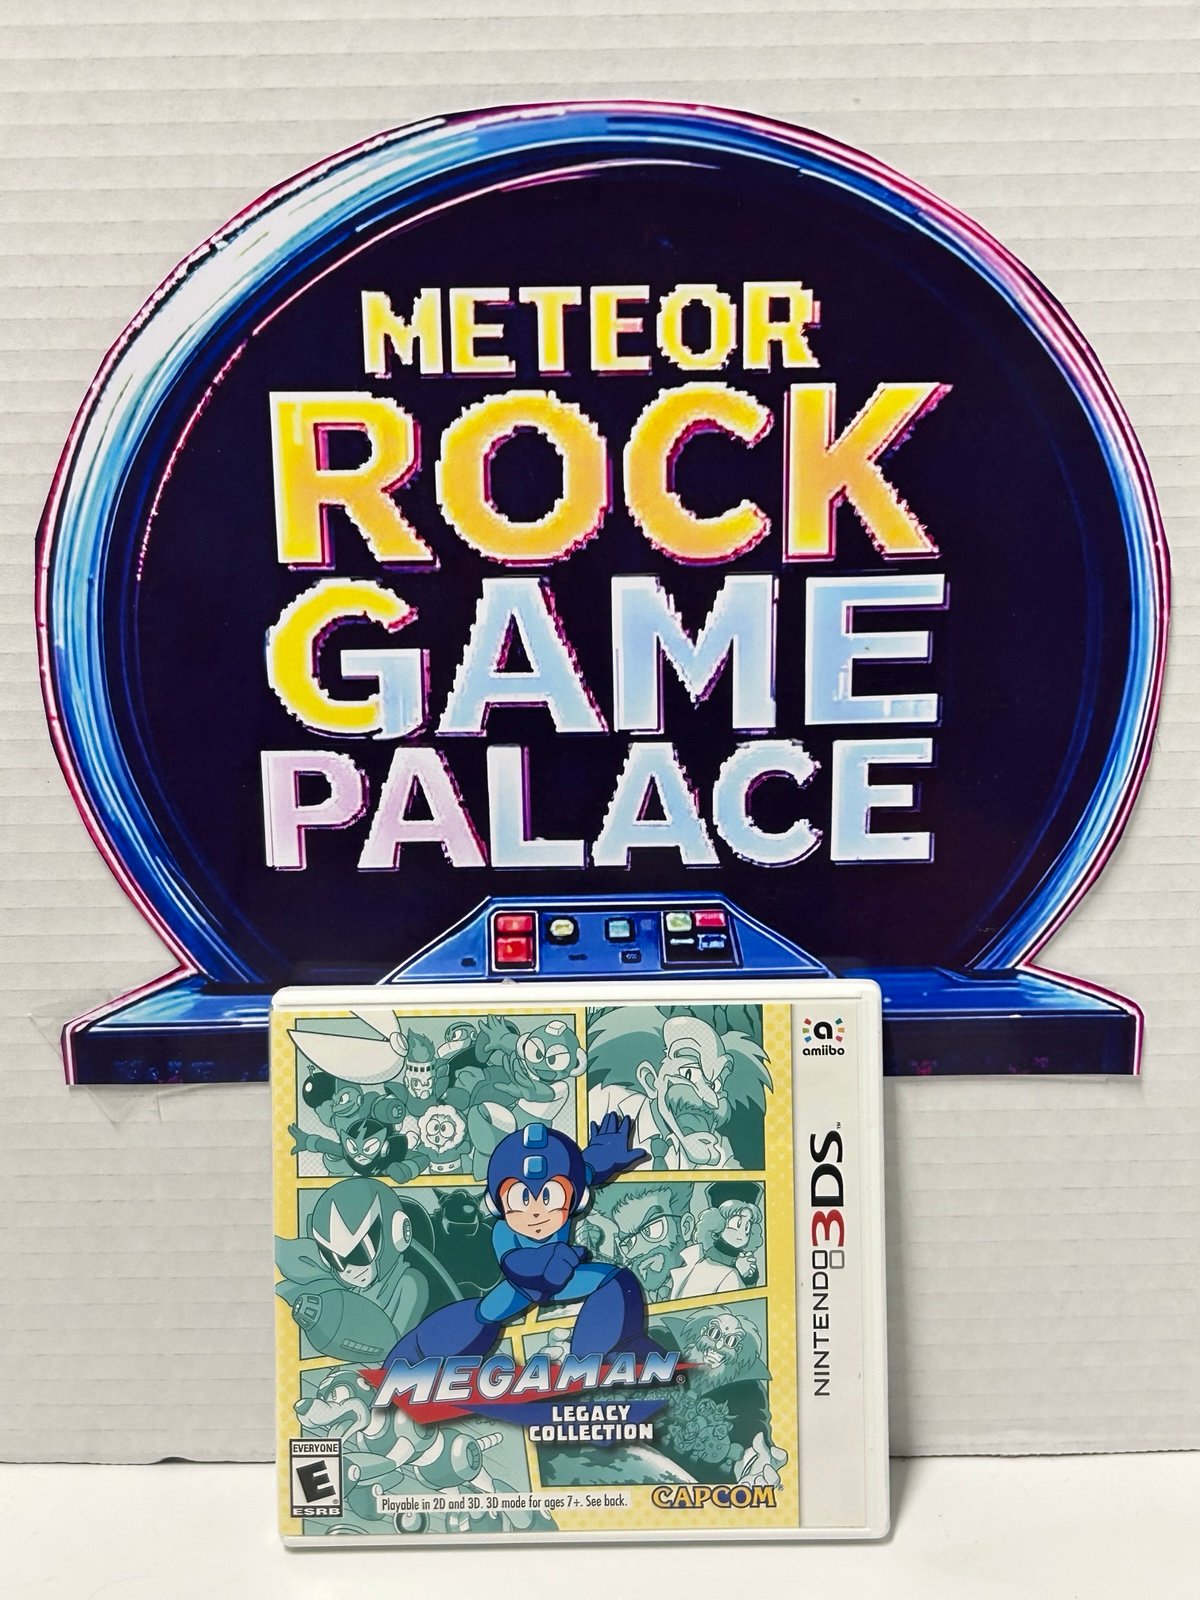 METEOR
ROCK
GAME
PALACE
amiibo
NINTENDO 3DS™
MEGAMAN®
LEGACY
COLLECTION
EVERYONE
E
®
ESRB
Playable in 2D and 3D. 3D mode for ages 7+. See back.
CAPCOM®